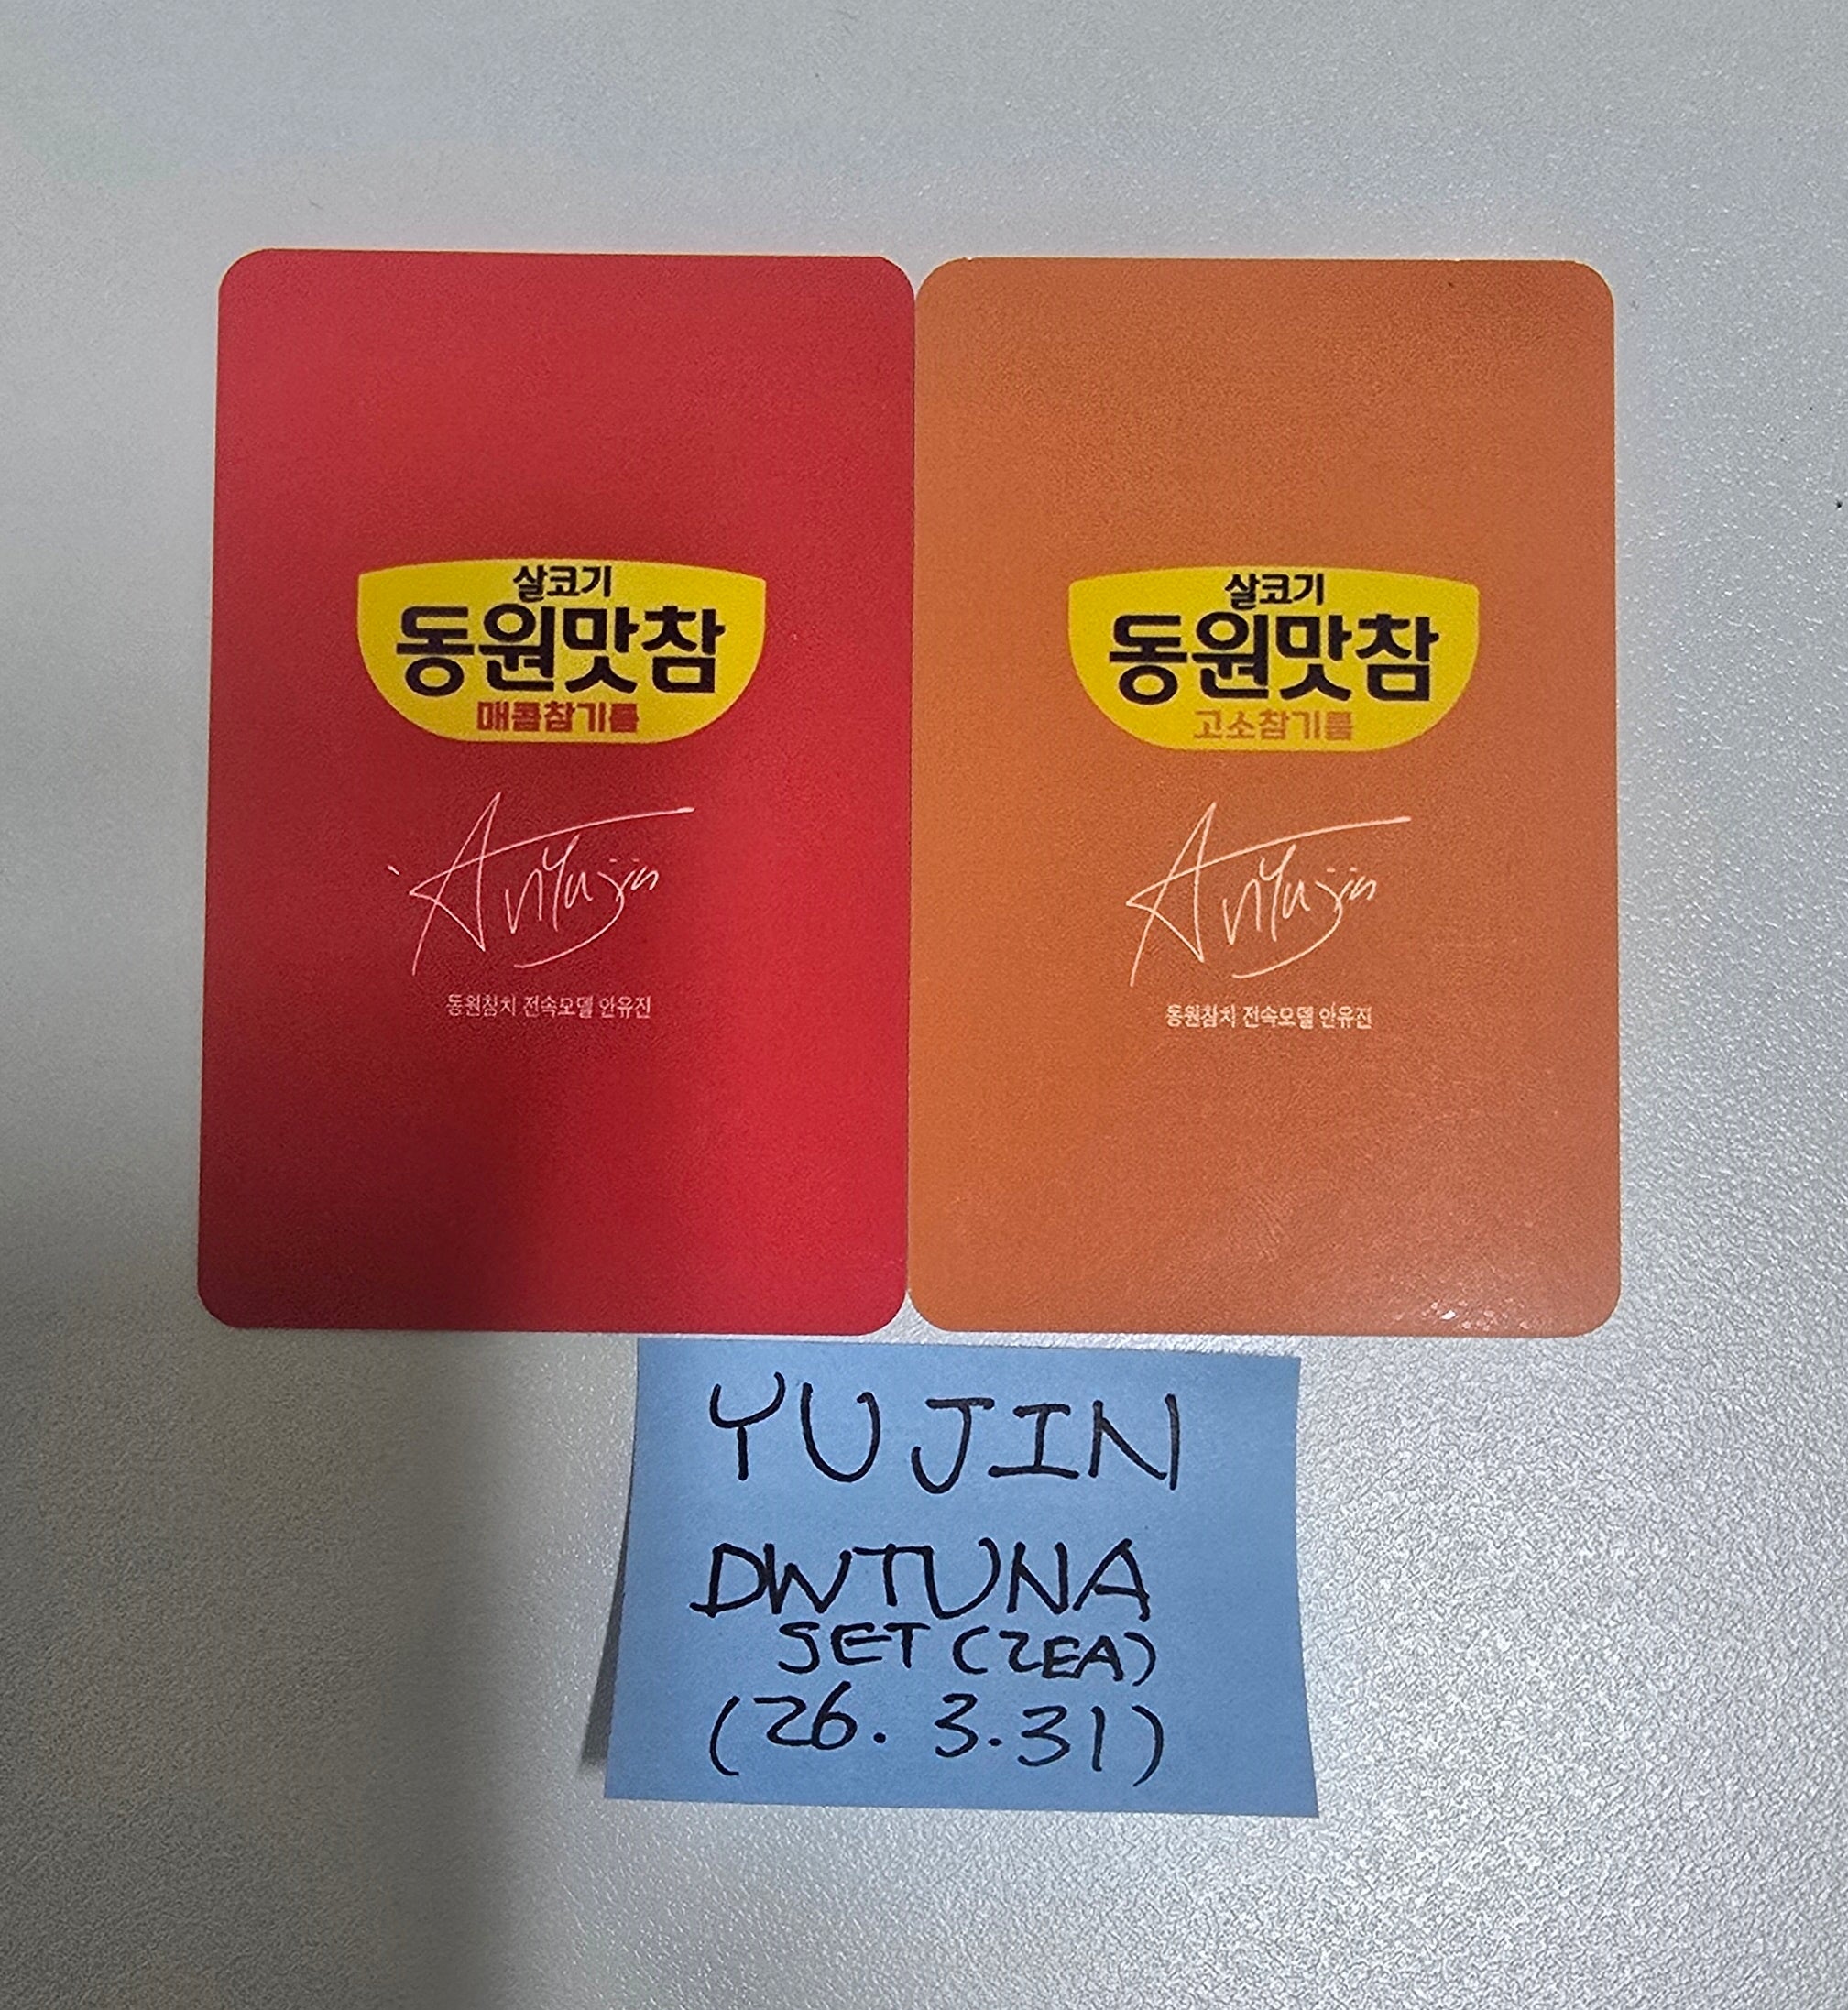 살코기
동원맛참
매콤참기름
AnYujin
동원참치 전속모델 안유진
살코기
동원맛참
고소참기름
AnYujin
동원참치 전속모델 안유진
YUJIN
DWTUNA
SET (2EA)
(26. 3.31)